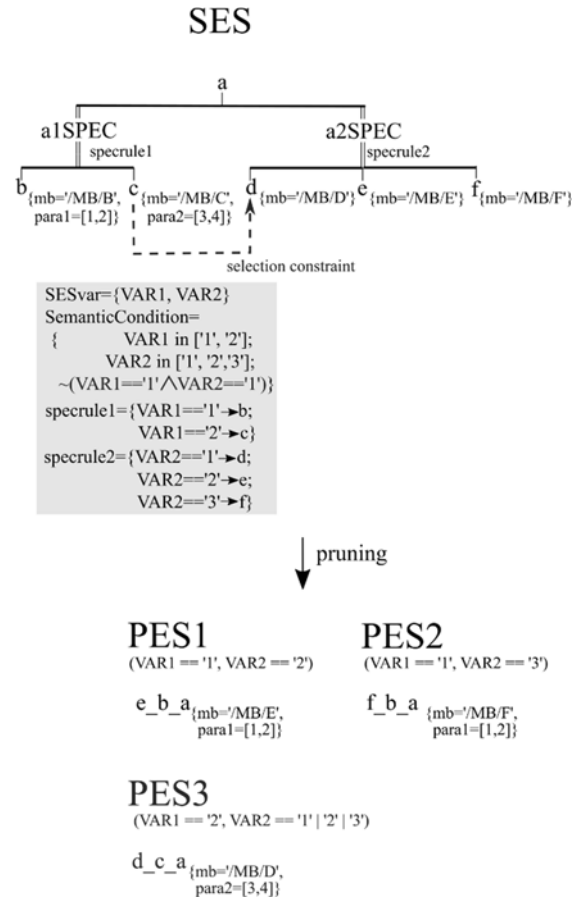 SES
a
a1SPEC
a2SPEC
specrule1
specrule2
b {mb='/MB/B',
para1=[1,2]}
c {mb='/MB/C',
para2=[3,4]}
d {mb='/MB/D'}
e {mb='/MB/E'}
f {mb='/MB/F'}
selection constraint
SESvar={VAR1, VAR2}
SemanticCondition=
{ VAR1 in ['1', '2'];
VAR2 in ['1', '2','3'];
~(VAR1=='1'∧VAR2=='1')}
specrule1={VAR1=='1'→b;
VAR1=='2'→c}
specrule2={VAR2=='1'→d;
VAR2=='2'→e;
VAR2=='3'→f}
pruning
PES1
(VAR1 == '1', VAR2 == '2')
e_b_a {mb='/MB/E',
para1=[1,2]}
PES2
(VAR1 == '1', VAR2 == '3')
f_b_a {mb='/MB/F',
para1=[1,2]}
PES3
(VAR1 == '2', VAR2 == '1' | '2' | '3')
d_c_a {mb='/MB/D',
para2=[3,4]}